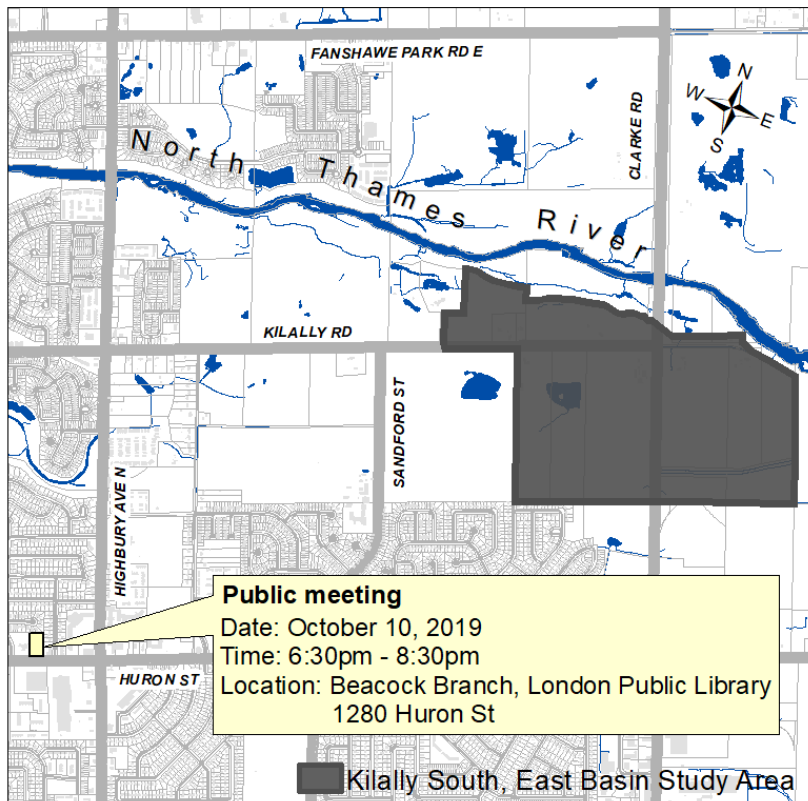 FANSHAWE PARK RD E
CLARKE RD
N
W
E
S
North Thames River
KILALLY RD
SANDFORD ST
HIGHBURY AVE N
Public meeting
Date: October 10, 2019
Time: 6:30pm - 8:30pm
Location: Beacock Branch, London Public Library
1280 Huron St
HURON ST
Kilally South, East Basin Study Area